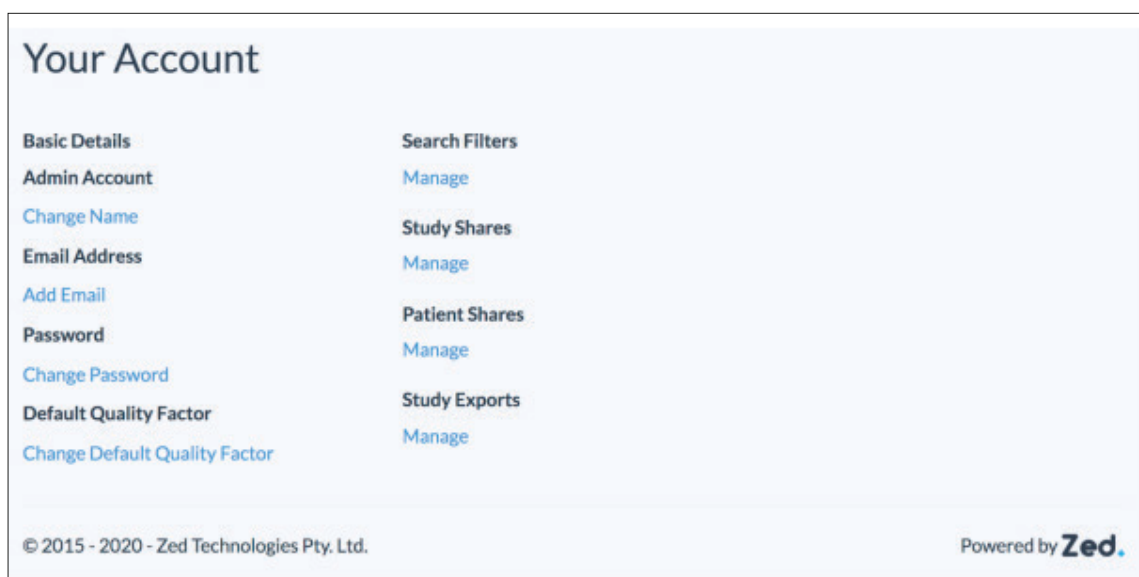 Your Account
Basic Details
Admin Account
Change Name
Email Address
Add Email
Password
Change Password
Default Quality Factor
Change Default Quality Factor
Search Filters
Manage
Study Shares
Manage
Patient Shares
Manage
Study Exports
Manage
© 2015 - 2020 - Zed Technologies Pty. Ltd.
Powered by Zed.